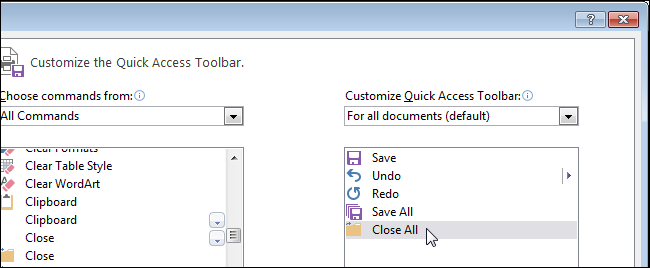 ?
Customize the Quick Access Toolbar.
Choose commands from:
All Commands
Clear Formats
Clear Table Style
Clear WordArt
Clipboard
Clipboard
Close
Close
Customize Quick Access Toolbar:
For all documents (default)
Save
Undo
Redo
Save All
Close All